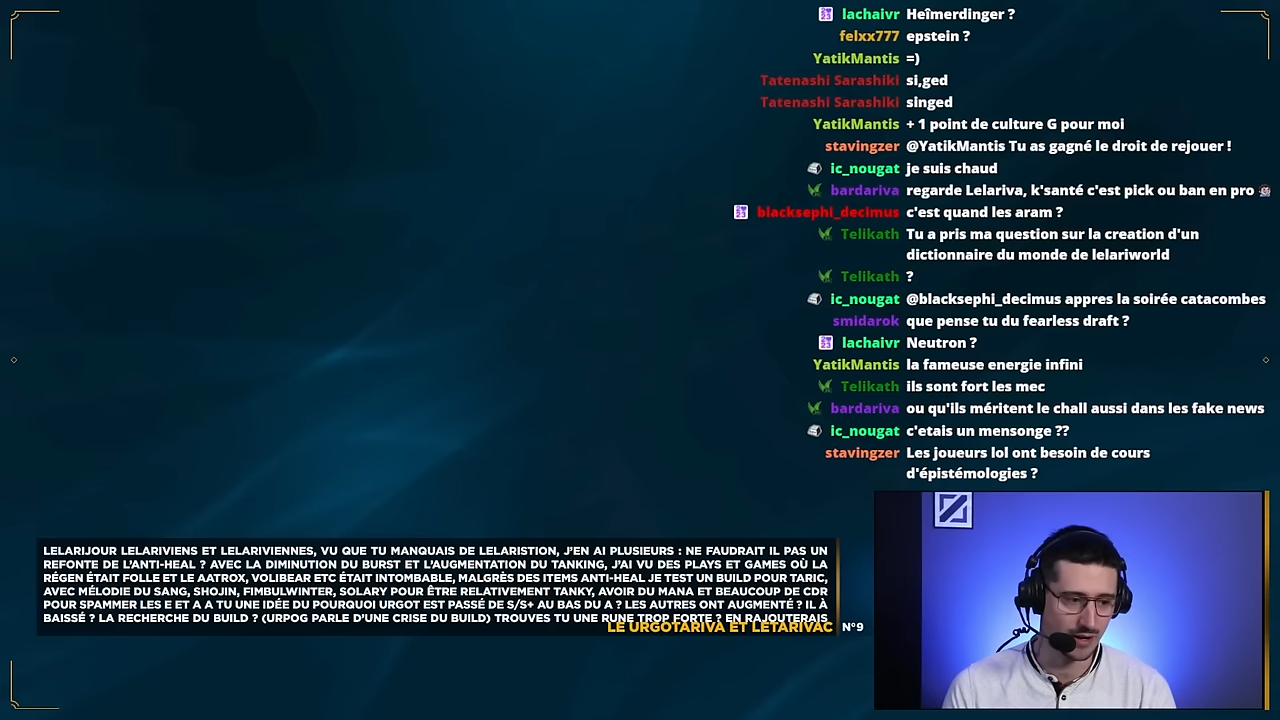 lachaivr Heîmerdinger ?
felxx777 epstein ?
YatikMantis =)
Tatenashi Sarashiki si,ged
Tatenashi Sarashiki singed
YatikMantis + 1 point de culture G pour moi
stavingzer @YatikMantis Tu as gagné le droit de rejouer !
ic_nougat je suis chaud
bardariva regarde Lelariva, k'santé c'est pick ou ban en pro
blacksephi_decimus c'est quand les aram ?
Telikath Tu a pris ma question sur la creation d'un
dictionnaire du monde de lelariworld
Telikath ?
ic_nougat @blacksephi_decimus appres la soirée catacombes
smidarok que pense tu du fearless draft ?
lachaivr Neutron ?
YatikMantis la fameuse energie infini
Telikath ils sont fort les mec
bardariva ou qu'ils méritent le chall aussi dans les fake news
ic_nougat c'etais un mensonge ??
stavingzer Les joueurs lol ont besoin de cours
d'épistémologies ?
LELARIJOUR LELARIVIENS ET LELARIVIENNES, VU QUE TU MANQUAIS DE LELARISTION, J'EN AI PLUSIEURS : NE FAUDRAIT IL PAS UN
REFONTE DE L'ANTI-HEAL ? AVEC LA DIMINUTION DU BURST ET L'AUGMENTATION DU TANKING, J'AI VU DES PLAYS ET GAMES OÙ LA
RÉGEN ÉTAIT FOLLE ET LE AATROX, VOLIBEAR ETC ÉTAIT INTOMBABLE, MALGRÈS DES ITEMS ANTI-HEAL JE TEST UN BUILD POUR TARIC,
AVEC MÉLODIE DU SANG, SHOJIN, FIMBULWINTER, SOLARY POUR ÊTRE RELATIVEMENT TANKY, AVOIR DU MANA ET BEAUCOUP DE CDR
POUR SPAMMER LES E ET A A TU UNE IDÉE DU POURQUOI URGOT EST PASSÉ DE S/S+ AU BAS DU A ? LES AUTRES ONT AUGMENTÉ ? IL À
BAISSÉ ? LA RECHERCHE DU BUILD ? (URPOG PARLE D'UNE CRISE DU BUILD) TROUVES TU UNE RUNE TROP FORTE ? EN RAJOUTERAIS
LE URGOTARIVA ET LETARIVAC N°9